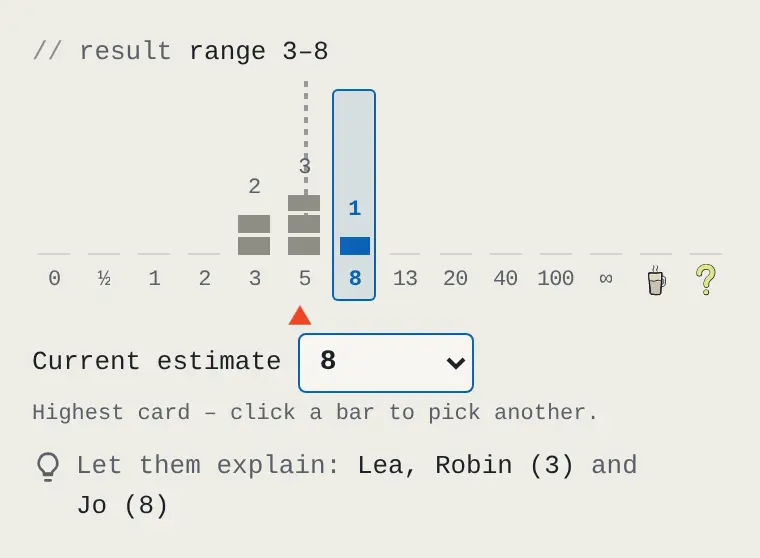 // result range 3–8
3
2
1
0 ½ 1 2 3 5 8 13 20 40 100 ∞ ☕ ❓
Current estimate 8
Highest card – click a bar to pick another.
Let them explain: Lea, Robin (3) and
Jo (8)